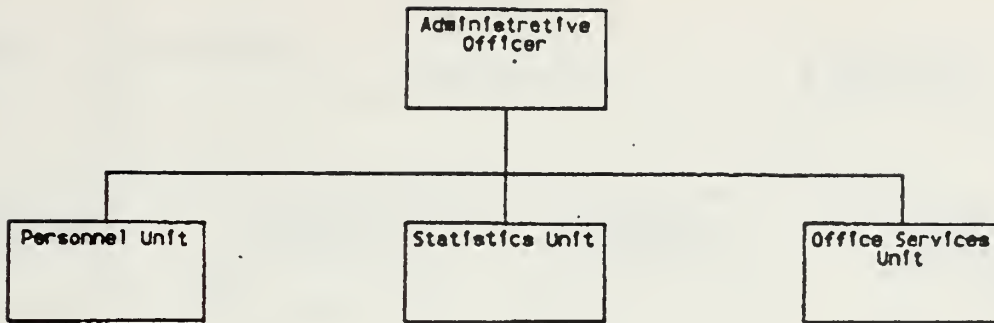 Administrative
Officer
Personnel Unit
Statistics Unit
Office Services
Unit